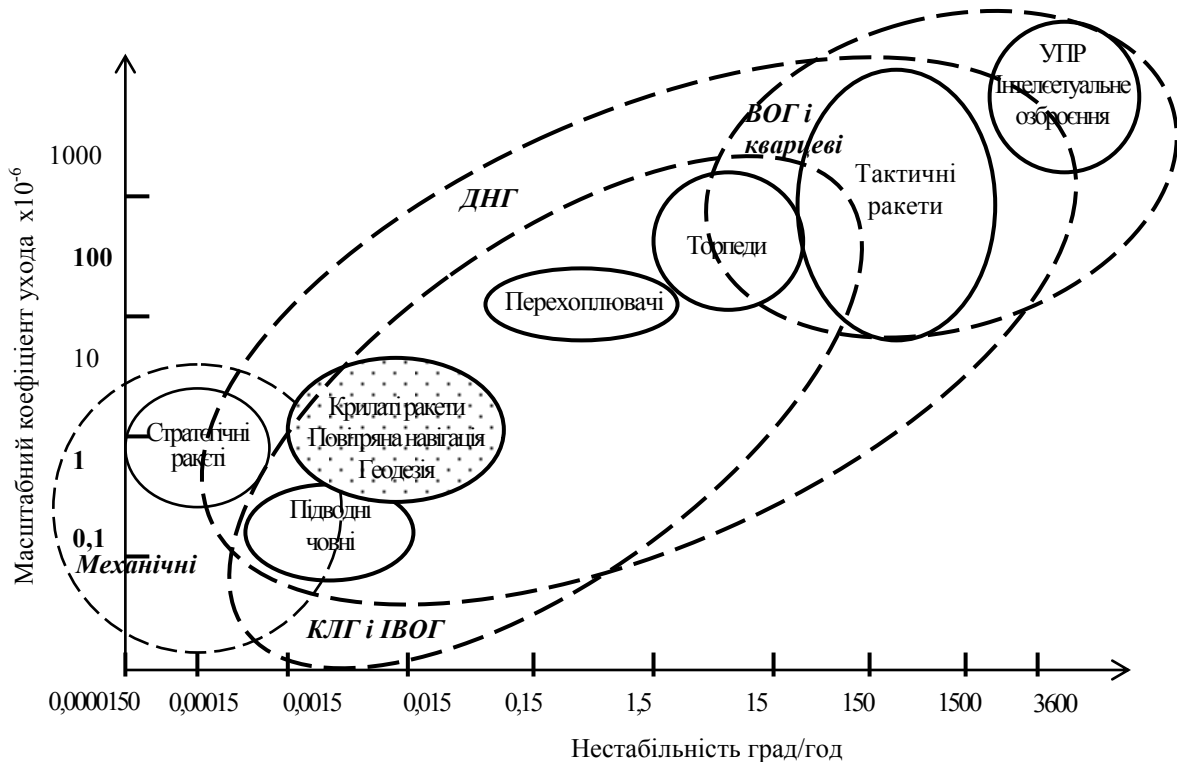 УПР
Інтелєетуальне
озброєння
ВОГ і
кварцеві
1000
Тактичні
ракети
ДНГ
Торпеди
100
Перехоплювачі
10
Крилаті ракети
Повітряна навігація
Геодезія
Стратегічні
ракєті
1
Підводні
човні
0,1
Механічні
КЛГ і ІВОГ
Масштабний коефіцієнт ухода x10-6
0,0000150 0,00015 0,0015 0,015 0,15 1,5 15 150 1500 3600
Нестабільність град/год